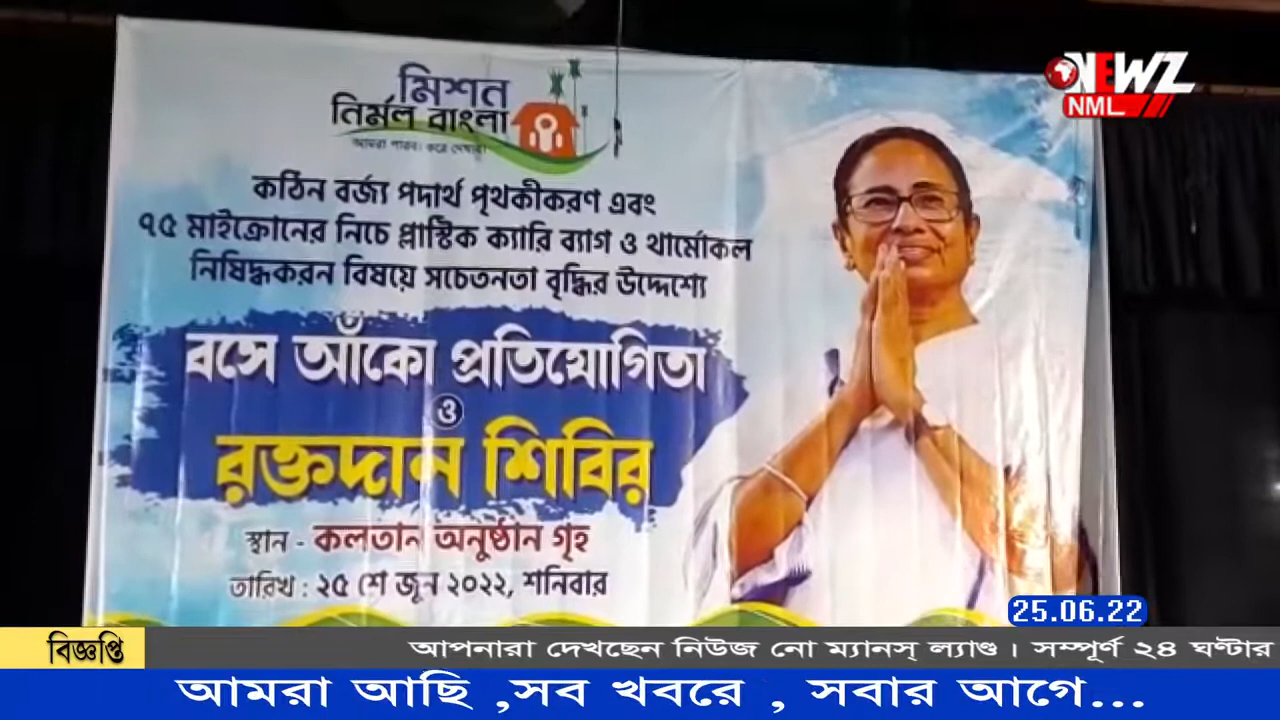 NEWZ
NML
মিশন
নির্মল বাংলা
আমরা পারব। করে দেখাব।
কঠিন বর্জ্য পদার্থ পৃথকীকরণ এবং
৭৫ মাইক্রোনের নিচে প্লাস্টিক ক্যারি ব্যাগ ও থার্মোকল
নিষিদ্ধকরন বিষয়ে সচেতনতা বৃদ্ধির উদ্দেশ্যে
বসে আঁকো প্রতিযোগিতা
ও
রক্তদান শিবির
স্থান - কলতান অনুষ্ঠান গৃহ
তারিখ : ২৫ শে জুন ২০২২, শনিবার
25.06.22
বিজ্ঞপ্তি
আপনারা দেখছেন নিউজ নো ম্যানস্ ল্যাণ্ড। সম্পূর্ণ ২৪ ঘণ্টার
আমরা আছি ,সব খবরে , সবার আগে...